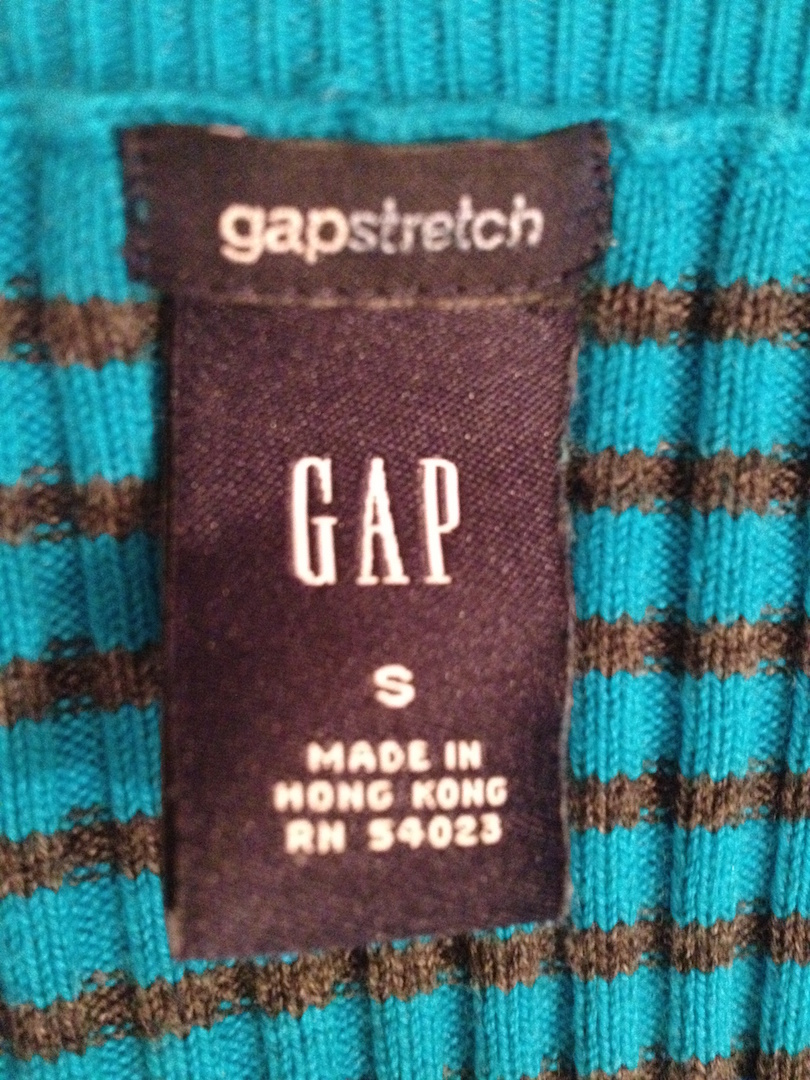 gapstretch
GAP
S
MADE IN
HONG KONG
RN 54023